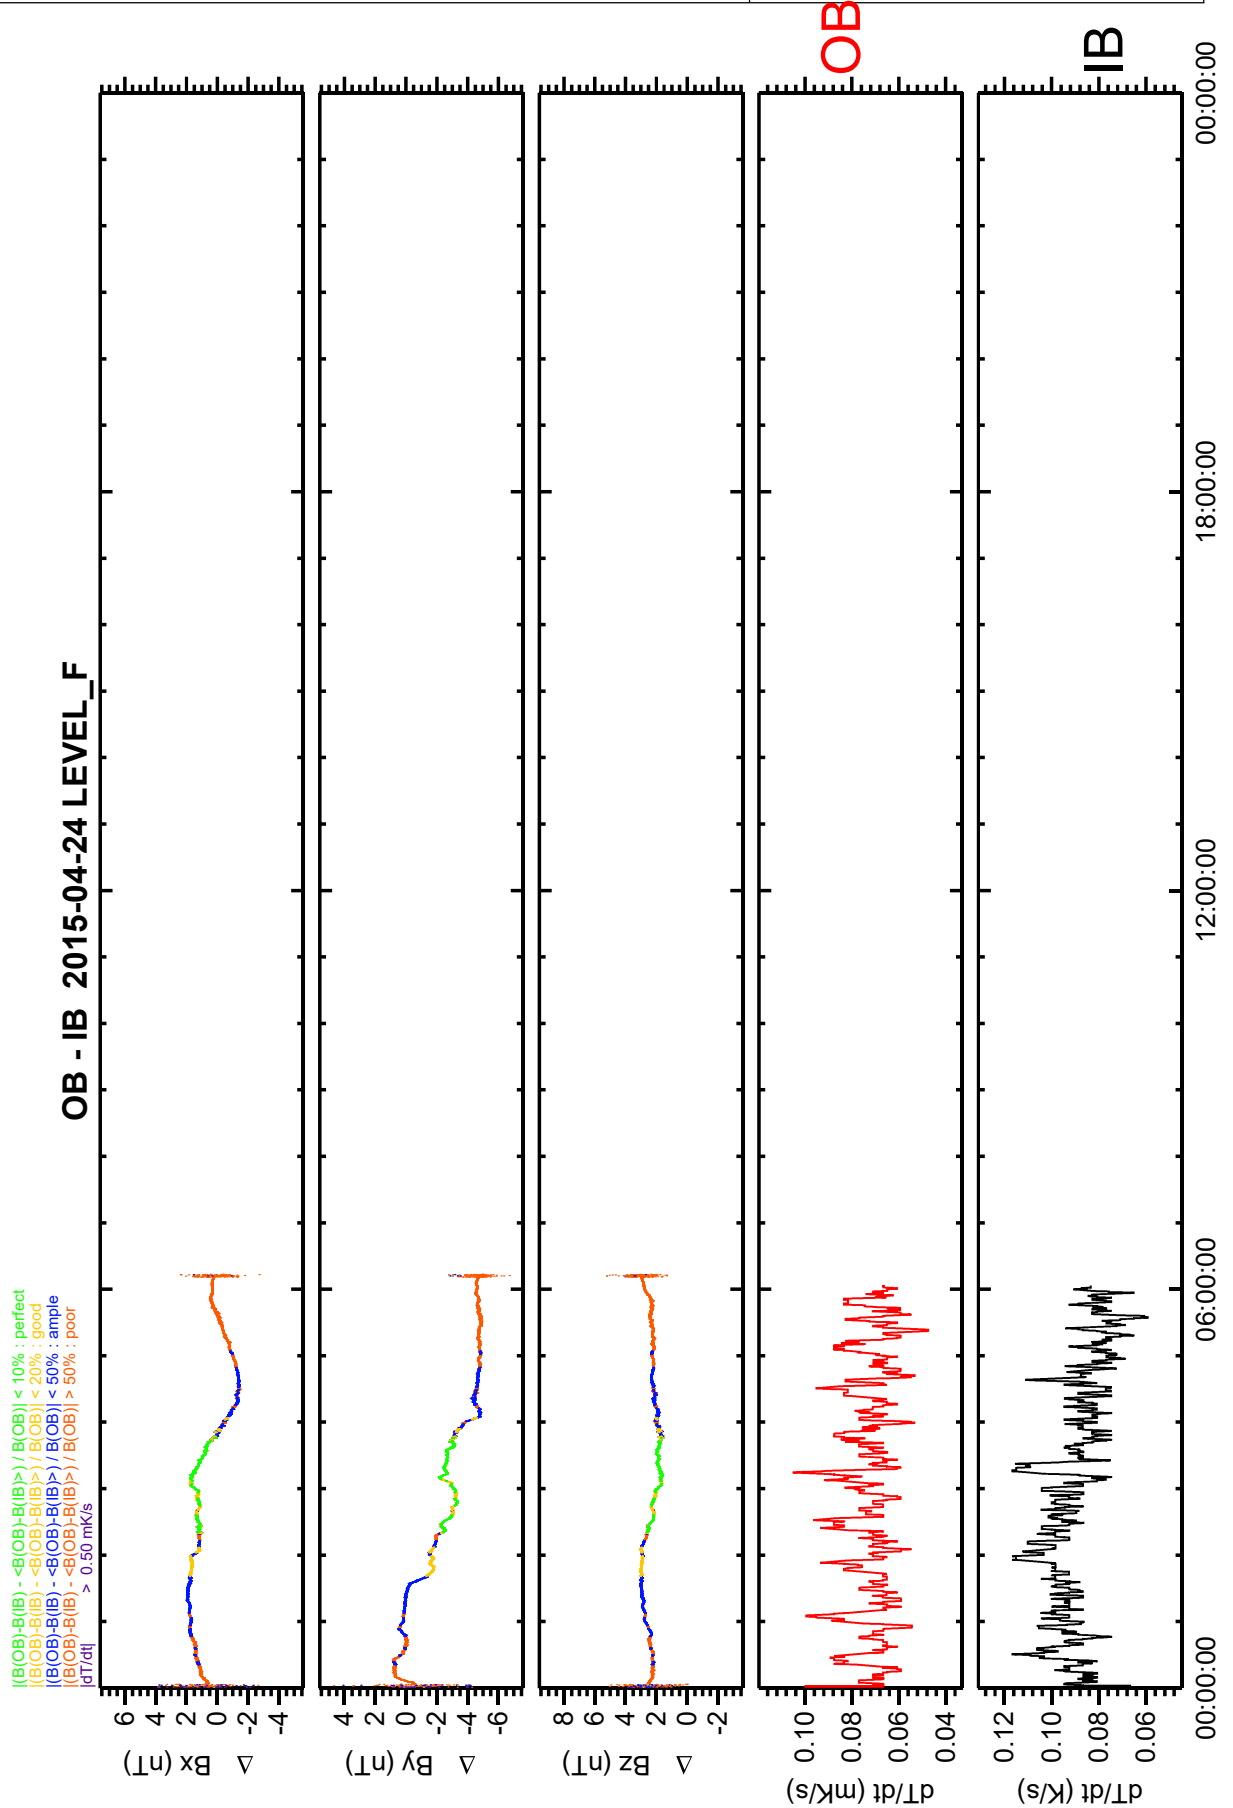 OB - IB 2015-04-24 LEVEL_F
|(B(OB)-B(IB) - <B(OB)-B(IB)>) / B(OB)| < 10% : perfect
|(B(OB)-B(IB) - <B(OB)-B(IB)>) / B(OB)| < 20% : good
|(B(OB)-B(IB) - <B(OB)-B(IB)>) / B(OB)| < 50% : ample
|(B(OB)-B(IB) - <B(OB)-B(IB)>) / B(OB)| > 50% : poor
|dT/dt| > 0.50 mK/s
Δ Bx (nT)
6
4
2
0
-2
-4
Δ By (nT)
4
2
0
-2
-4
-6
Δ Bz (nT)
8
6
4
2
0
-2
dT/dt (mK/s)
0.10
0.08
0.06
0.04
OB
dT/dt (K/s)
0.12
0.10
0.08
0.06
IB
00:00:00
06:00:00
12:00:00
18:00:00
00:00:00